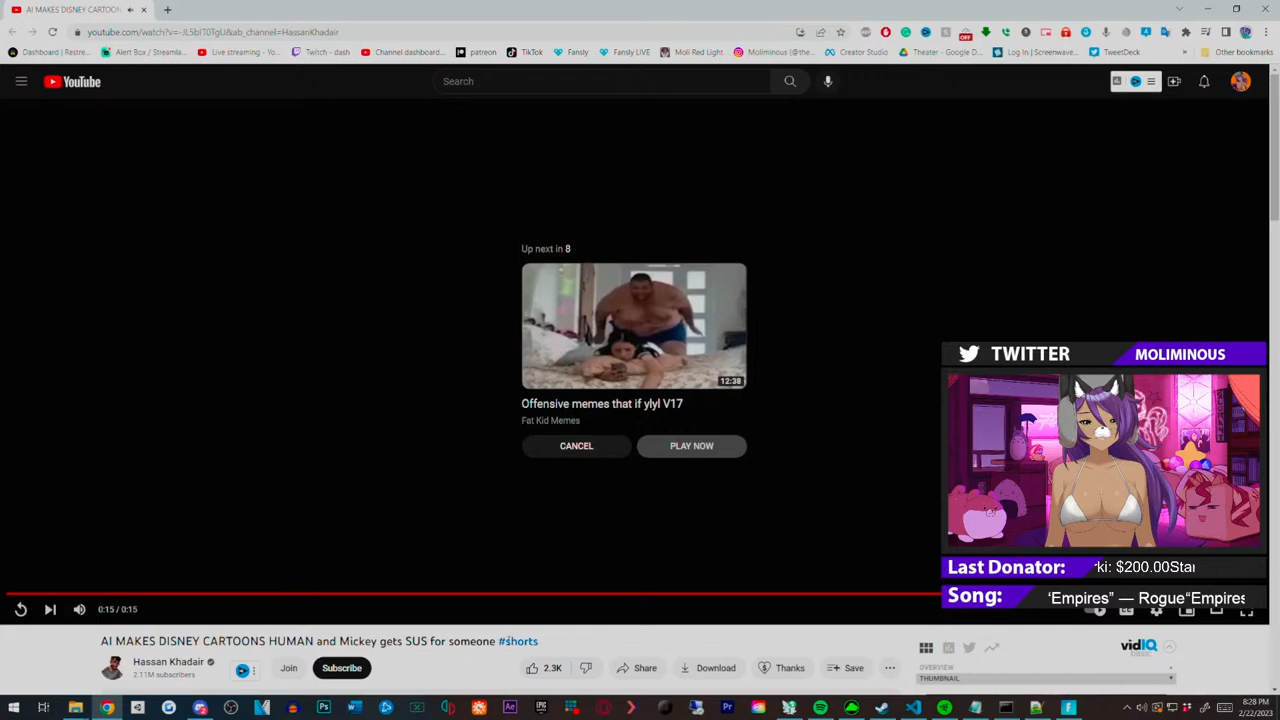 AI MAKES DISNEY CARTOON
youtube.com/watch?v=-JL5bIT0TgU&ab_channel=HassanKhadair
OFF
Dashboard | Restre...
Alert Box / Streamla...
Live streaming - Yo...
Twitch - dash
Channel dashboard...
patreon
TikTok
Fansly
Fansly LIVE
Moli Red Light
Moliminous (@the...
Creator Studio
Theater - Google D...
Log In | Screenwave...
TweetDeck
»
Other bookmarks
YouTube
Search
Up next in 8
12:38
Offensive memes that if ylyl V17
Fat Kid Memes
CANCEL
PLAY NOW
TWITTER
MOLIMINOUS
Last Donator:
rki: $200.00Star
Song:
‘Empires” — Rogue“Empires
0:15 / 0:15
AI MAKES DISNEY CARTOONS HUMAN and Mickey gets SUS for someone #shorts
Hassan Khadair
2.11M subscribers
Join
Subscribe
2.3K
Share
Download
Thanks
Save
vidIQ
OVERVIEW
THUMBNAIL
8:28 PM
2/22/2023